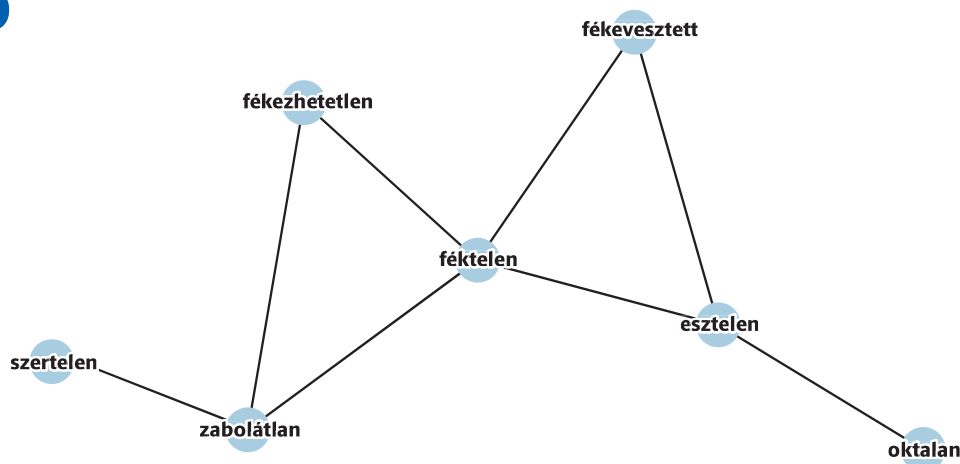 fékevesztett
fékezhetetlen
féktelen
esztelen
szertelen
zabolátlan
oktalan